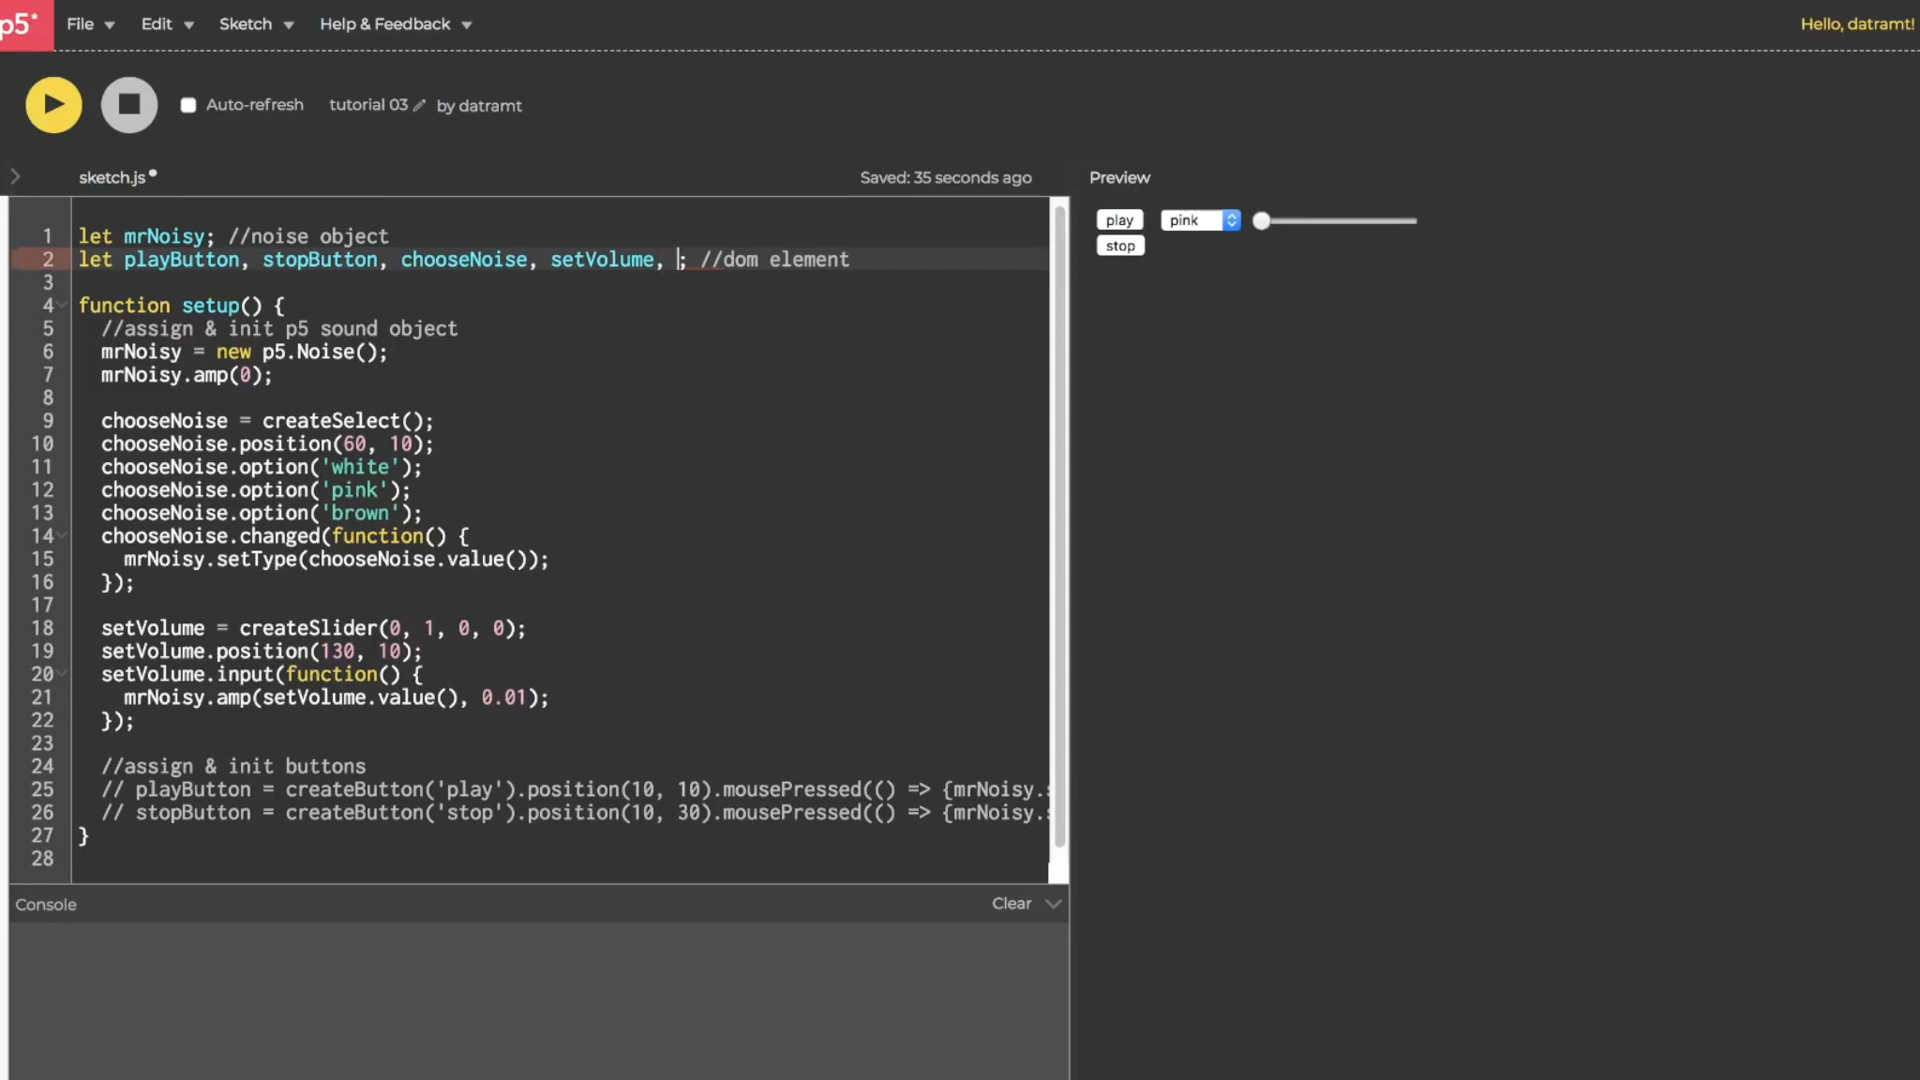 p5*
File
Edit
Sketch
Help & Feedback
Hello, datramt!
Auto-refresh
tutorial 03
by datramt
sketch.js
Saved: 35 seconds ago
Preview
play
pink
stop
1 let mrNoisy; //noise object
2 let playButton, stopButton, chooseNoise, setVolume, ; //dom element
3
4 function setup() {
5 //assign & init p5 sound object
6 mrNoisy = new p5.Noise();
7 mrNoisy.amp(0);
8
9 chooseNoise = createSelect();
10 chooseNoise.position(60, 10);
11 chooseNoise.option('white');
12 chooseNoise.option('pink');
13 chooseNoise.option('brown');
14 chooseNoise.changed(function() {
15 mrNoisy.setType(chooseNoise.value());
16 });
17
18 setVolume = createSlider(0, 1, 0, 0);
19 setVolume.position(130, 10);
20 setVolume.input(function() {
21 mrNoisy.amp(setVolume.value(), 0.01);
22 });
23
24 //assign & init buttons
25 // playButton = createButton('play').position(10, 10).mousePressed(() => {mrNoisy.
26 // stopButton = createButton('stop').position(10, 30).mousePressed(() => {mrNoisy.
27 }
28
Console
Clear